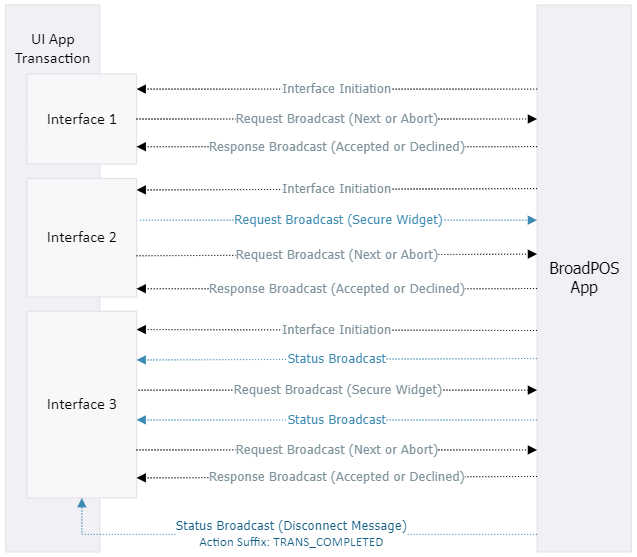 UI App
Transaction
Interface 1
Interface Initiation
Request Broadcast (Next or Abort)
Response Broadcast (Accepted or Declined)
Interface 2
Interface Initiation
Request Broadcast (Secure Widget)
Request Broadcast (Next or Abort)
Response Broadcast (Accepted or Declined)
BroadPOS
App
Interface 3
Interface Initiation
Status Broadcast
Request Broadcast (Secure Widget)
Status Broadcast
Request Broadcast (Next or Abort)
Response Broadcast (Accepted or Declined)
Status Broadcast (Disconnect Message)
Action Suffix: TRANS_COMPLETED